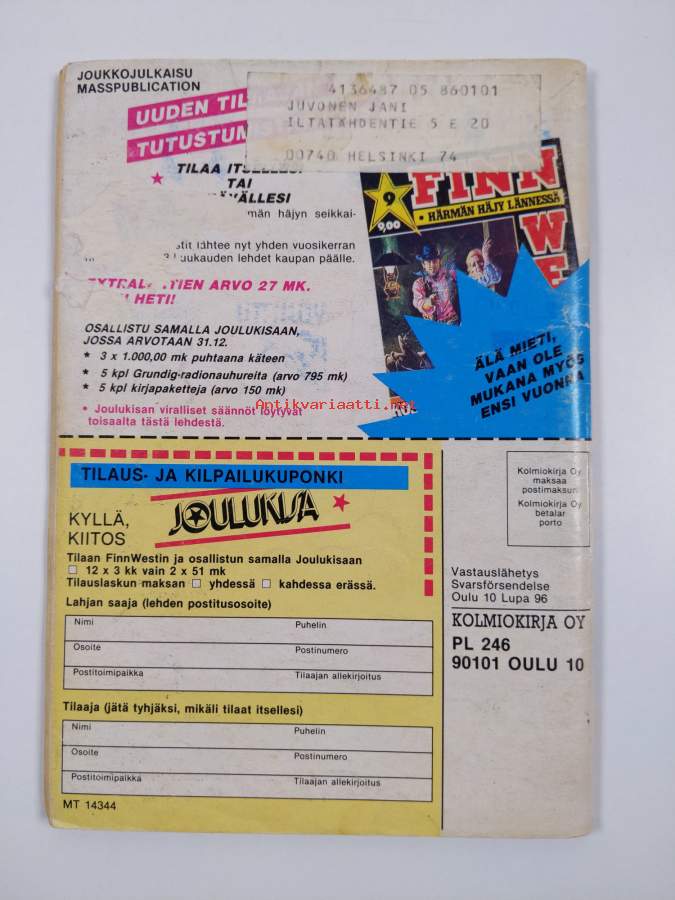 JOUKKOJULKAISU
MASSPUBLICATION
4136487 05 860101
JUVONEN JANI
ILTATÄHDENTIE 5 E 20
00740 HELSINKI 74
UUDEN
TILAA ITSELLESI
TAI
män häjyn seikkai-
lähtee nyt yhden vuosikerran
uukauden lehdet kaupan päälle.
ARVO 27 MK.
HETI!
OSALLISTU SAMALLA JOULUKISAAN,
JOSSA ARVOTAAN 31.12.
* 3 x 1.000,00 mk puhtaana käteen
* 5 kpl Grundig-radionauhureita (arvo 795 mk)
* 5 kpl kirjapaketteja (arvo 150 mk)
• Joulukisan viralliset säännöt löytyvät
toisaalta tästä lehdestä.
9
9,00
FINN
• HÄRMÄN HÄJY LÄNNESSÄ
WE
ÄLÄ MIETI,
VAAN OLE
MUKANA MYÖS
ENSI VUONNA
Antikvariaatti.net
TILAUS- JA KILPAILUKUPONKI
KYLLÄ,
KIITOS
JOULUKISA
Tilaan FinnWestin ja osallistun samalla Joulukisaan
☐ 12 x 3 kk vain 2 x 51 mk
Tilauslaskun maksan ☐ yhdessä ☐ kahdessa erässä.
Lahjan saaja (lehden postitusosoite)
Nimi Puhelin
Osoite Postinumero
Postitoimipaikka Tilaajan allekirjoitus
Tilaaja (jätä tyhjäksi, mikäli tilaat itsellesi)
Nimi Puhelin
Osoite Postinumero
Postitoimipaikka Tilaajan allekirjoitus
MT 14344
Kolmiokirja Oy
maksaa
postimaksun
Kolmiokirja Oy
betalar
porto
Vastauslähetys
Svarsförsendelse
Oulu 10 Lupa 96
KOLMIOKIRJA OY
PL 246
90101 OULU 10